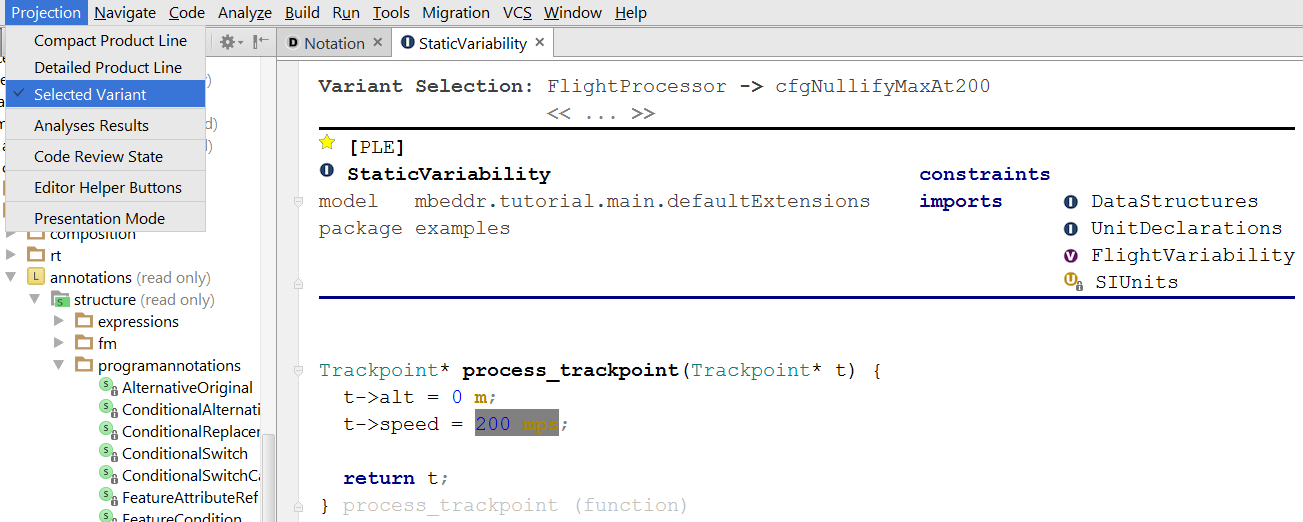 Projection Navigate Code Analyze Build Run Tools Migration VCS Window Help
Compact Product Line
Detailed Product Line
Selected Variant
Analyses Results
Code Review State
Editor Helper Buttons
Presentation Mode
composition
rt
L annotations (read only)
S structure (read only)
expressions
fm
programannotations
S AlternativeOriginal
S ConditionalAlternati
S ConditionalReplacer
S ConditionalSwitch
S ConditionalSwitchCa
S FeatureAttributeRef
S FeatureCondition
D Notation × I StaticVariability ×
Variant Selection: FlightProcessor -> cfgNullifyMaxAt200
<< ... >>
[PLE]
I StaticVariability constraints
model mbeddr.tutorial.main.defaultExtensions imports I DataStructures
package examples I UnitDeclarations
V FlightVariability
U SIUnits
Trackpoint* process_trackpoint(Trackpoint* t) {
t->alt = 0 m;
t->speed = 200 mps;
return t;
} process_trackpoint (function)